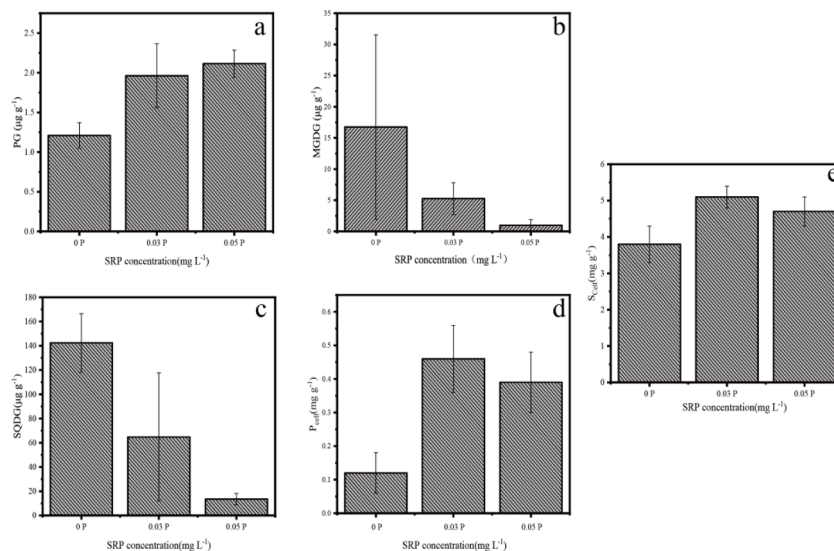 a
2.5
2.0
1.5
1.0
0.5
0.0
PG (μg g⁻¹)
0 P 0.03 P 0.05 P
SRP concentration(mg L⁻¹)
b
35
30
25
20
15
10
5
0
MGDG (μg g⁻¹)
0 P 0.03 P 0.05 P
SRP concentration（mg L⁻¹）
c
180
160
140
120
100
80
60
40
20
0
SQDG(μg g⁻¹)
0 P 0.03 P 0.05 P
SRP concentration(mg L⁻¹)
d
0.6
0.5
0.4
0.3
0.2
0.1
0.0
P_cell(mg g⁻¹)
0 P 0.03 P 0.05 P
SRP concentration(mg L⁻¹)
e
6
5
4
3
2
1
0
S_Cell(mg g⁻¹)
0 P 0.03 P 0.05 P
SRP concentration(mg L⁻¹)